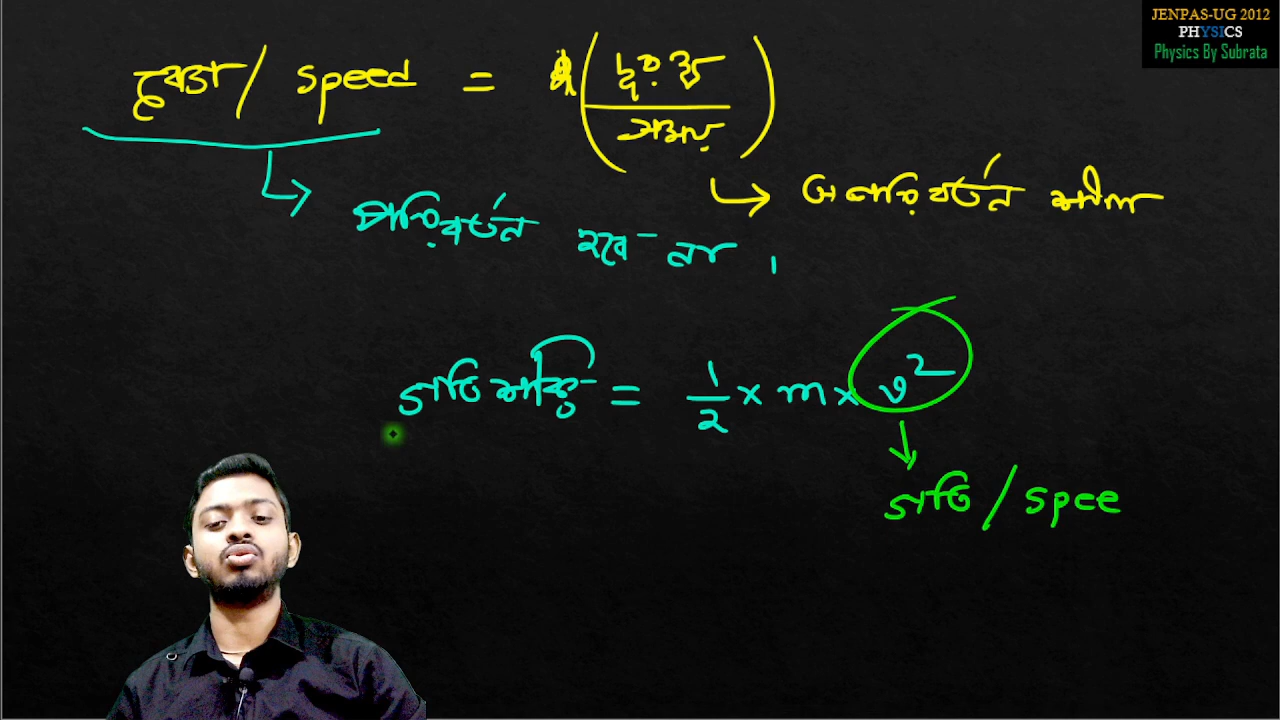 JENPAS-UG 2012
PHYSICS
Physics By Subrata
/ speed = ( দূরত্ব / সময় )
অপরিবর্তনশীল
পরিবর্তন হবে না ।
গতিশক্তি = 1/2 × m × v²
গতি / spee